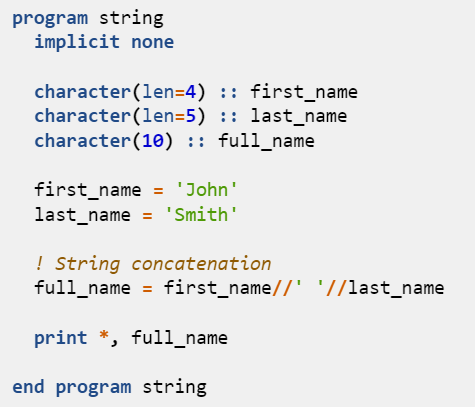 program string
  implicit none

  character(len=4) :: first_name
  character(len=5) :: last_name
  character(10) :: full_name

  first_name = 'John'
  last_name = 'Smith'

  ! String concatenation
  full_name = first_name//' '//last_name

  print *, full_name

end program string